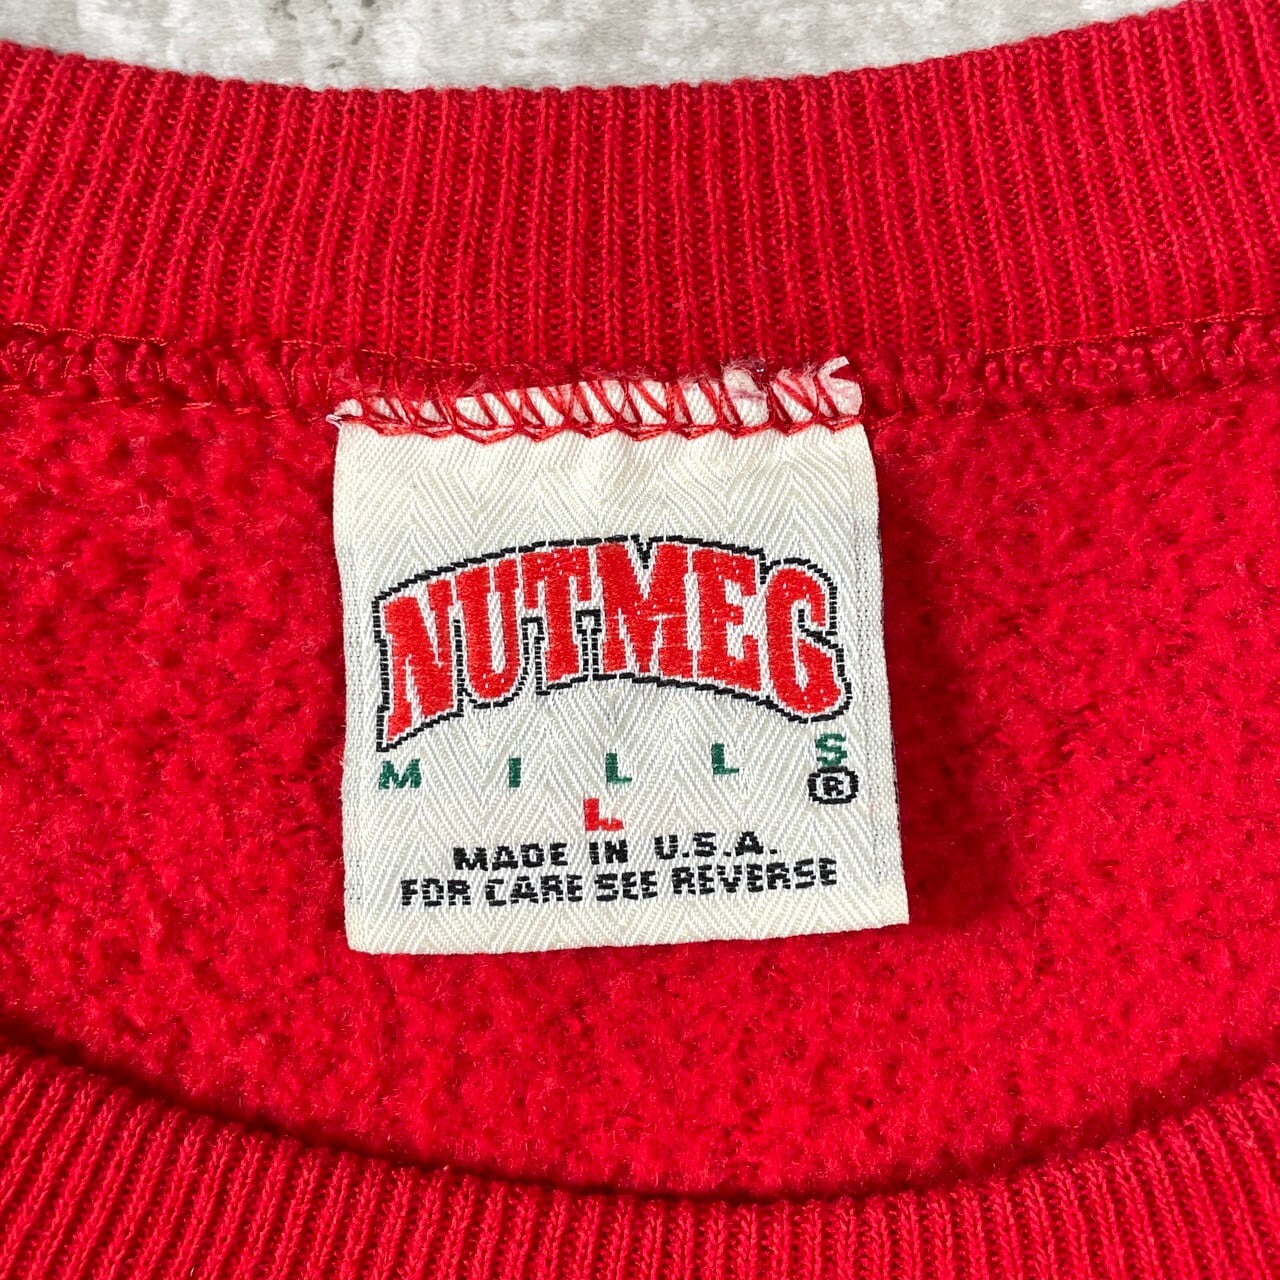 NUTMEG
MILLS®
L
MADE IN U.S.A.
FOR CARE SEE REVERSE